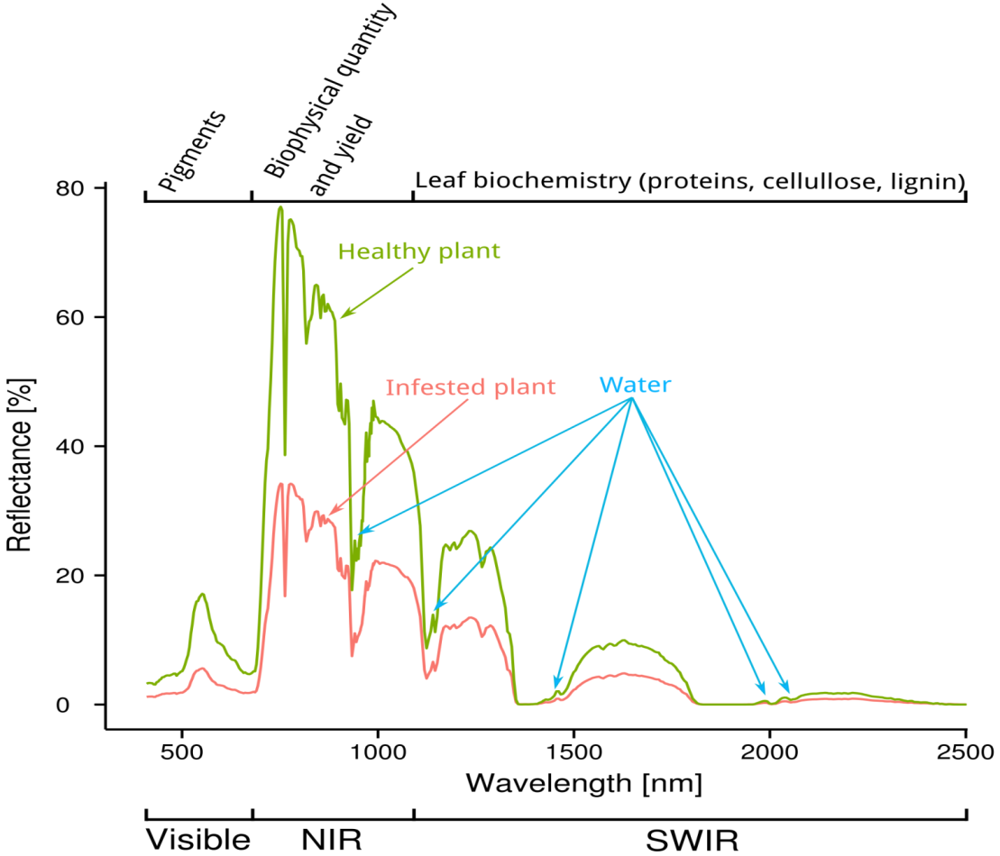 Pigments
Biophysical quantity
and yield
Leaf biochemistry (proteins, cellullose, lignin)
80
Healthy plant
60
Infested plant
Water
Reflectance [%]
40
20
0
500
1000
1500
2000
2500
Wavelength [nm]
Visible
NIR
SWIR